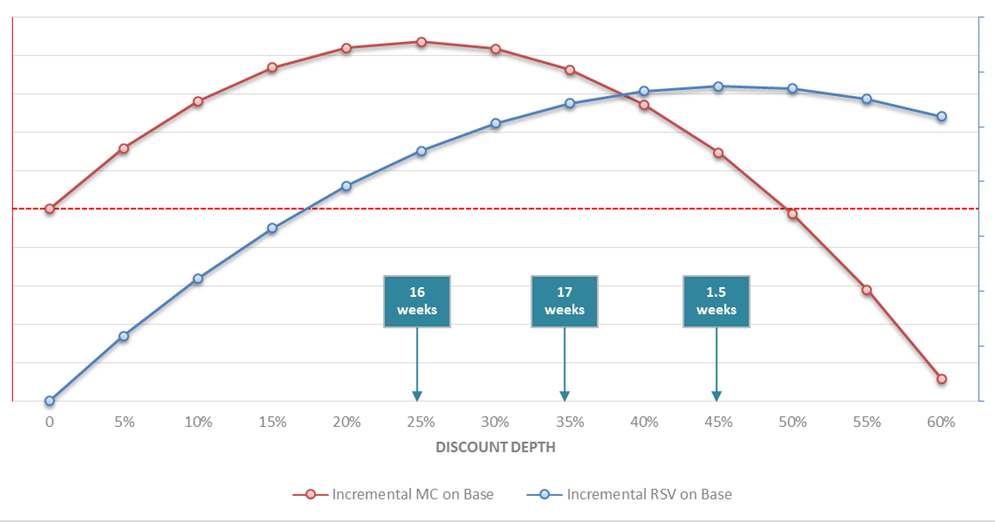 16
weeks
17
weeks
1.5
weeks
0 5% 10% 15% 20% 25% 30% 35% 40% 45% 50% 55% 60%
DISCOUNT DEPTH
Incremental MC on Base Incremental RSV on Base